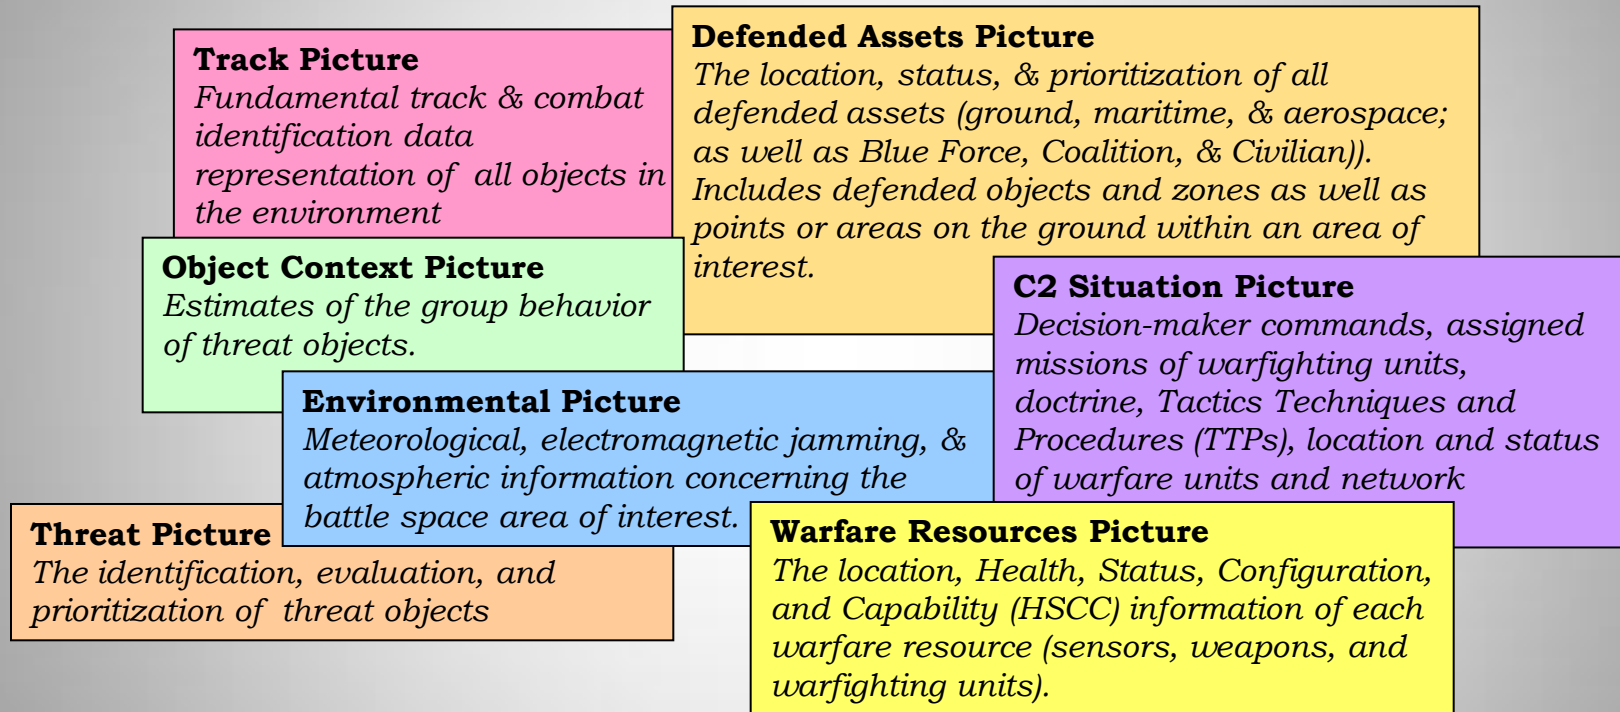 Track Picture
Fundamental track & combat
identification data
representation of all objects in
the environment
Defended Assets Picture
The location, status, & prioritization of all
defended assets (ground, maritime, & aerospace;
as well as Blue Force, Coalition, & Civilian)).
Includes defended objects and zones as well as
points or areas on the ground within an area of
interest.
Object Context Picture
Estimates of the group behavior
of threat objects.
C2 Situation Picture
Decision-maker commands, assigned
missions of warfighting units,
doctrine, Tactics Techniques and
Procedures (TTPs), location and status
of warfare units and network
Environmental Picture
Meteorological, electromagnetic jamming, &
atmospheric information concerning the
battle space area of interest.
Threat Picture
The identification, evaluation, and
prioritization of threat objects
Warfare Resources Picture
The location, Health, Status, Configuration,
and Capability (HSCC) information of each
warfare resource (sensors, weapons, and
warfighting units).